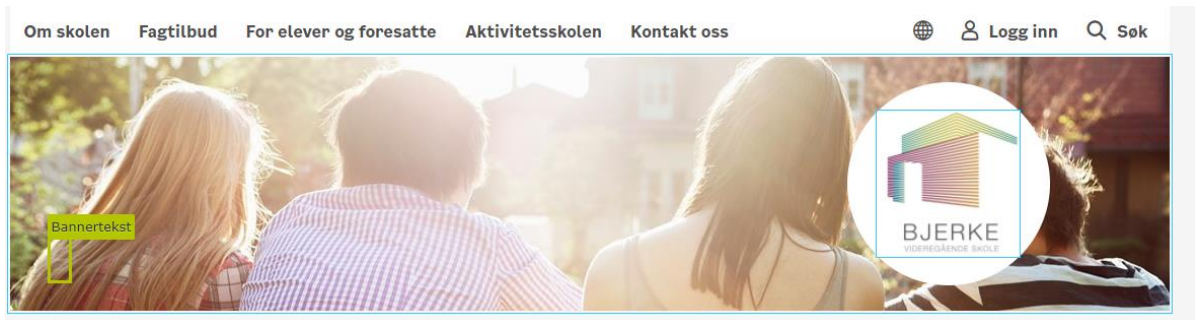 Om skolen Fagtilbud For elever og foresatte Aktivitetsskolen Kontakt oss Logg inn Søk
Bannertekst
BJERKE
VIDEREGÅENDE SKOLE